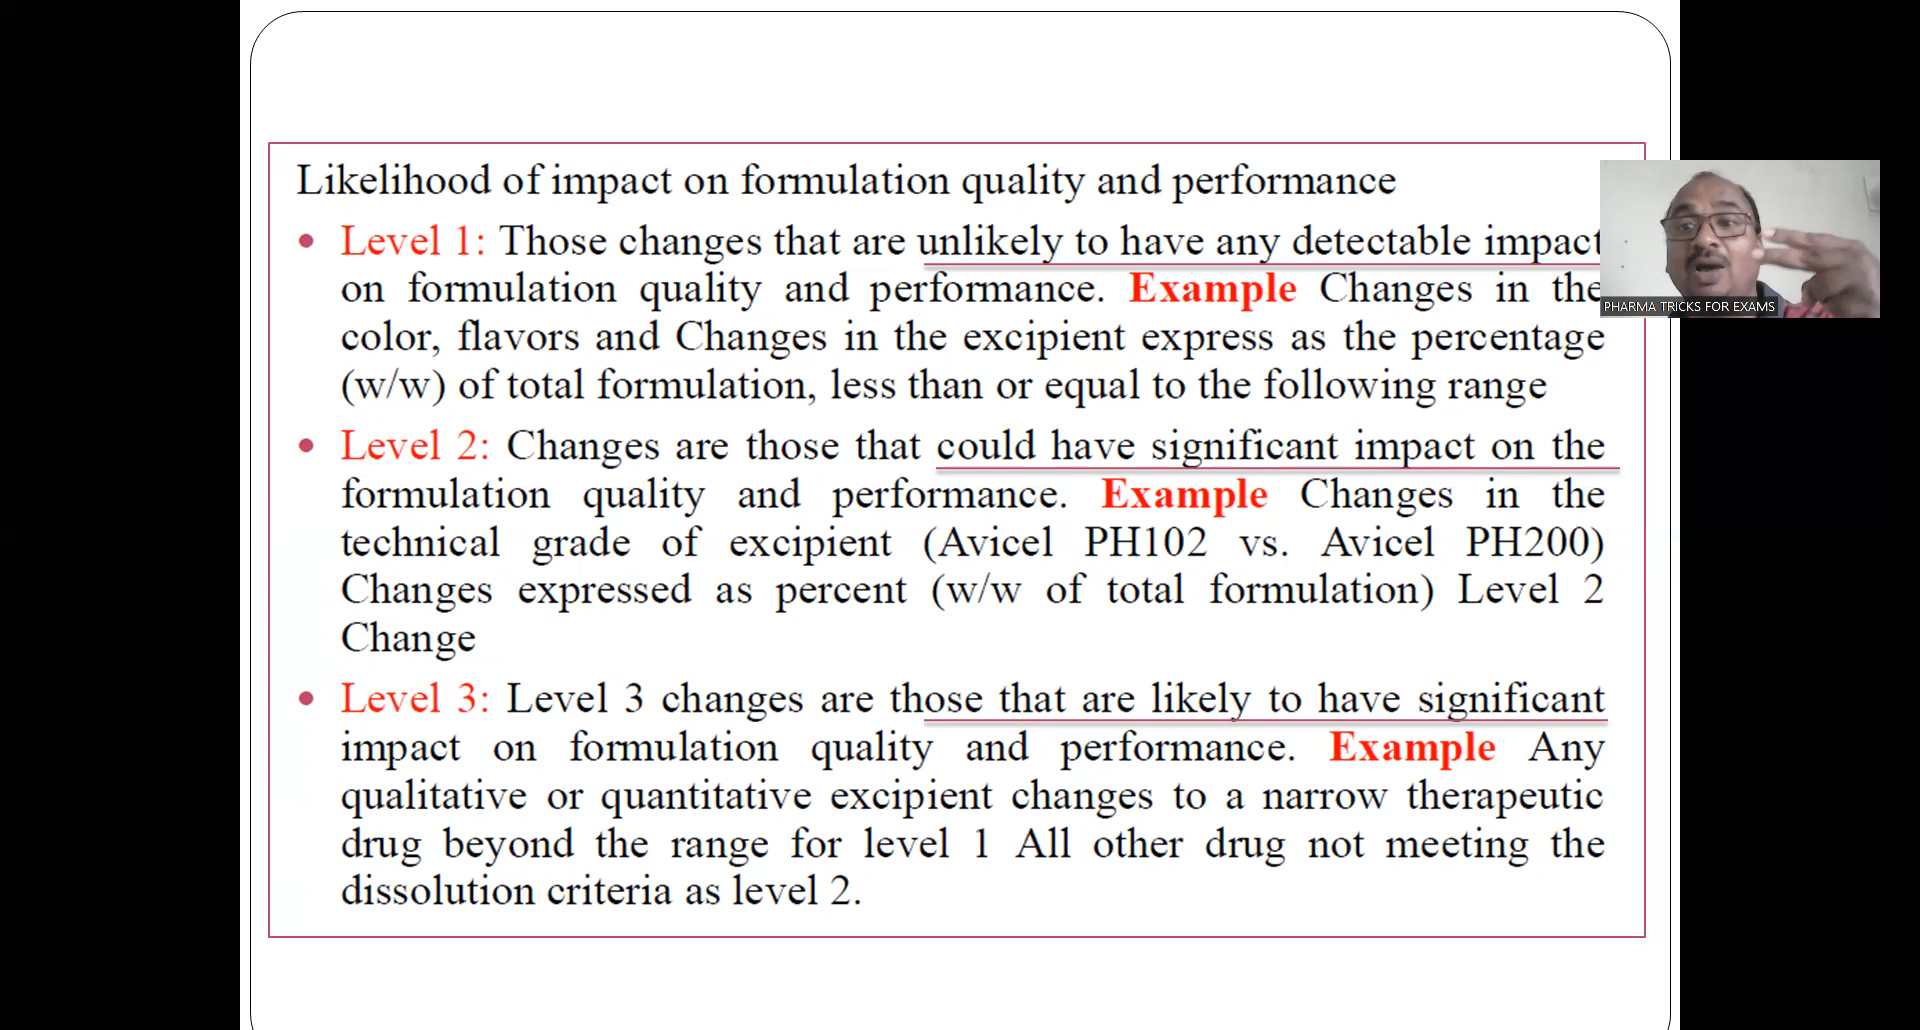 Likelihood of impact on formulation quality and performance
• Level 1: Those changes that are unlikely to have any detectable impact
on formulation quality and performance. Example Changes in the
color, flavors and Changes in the excipient express as the percentage
(w/w) of total formulation, less than or equal to the following range
• Level 2: Changes are those that could have significant impact on the
formulation quality and performance. Example Changes in the
technical grade of excipient (Avicel PH102 vs. Avicel PH200)
Changes expressed as percent (w/w of total formulation) Level 2
Change
• Level 3: Level 3 changes are those that are likely to have significant
impact on formulation quality and performance. Example Any
qualitative or quantitative excipient changes to a narrow therapeutic
drug beyond the range for level 1 All other drug not meeting the
dissolution criteria as level 2.
PHARMA TRICKS FOR EXAMS